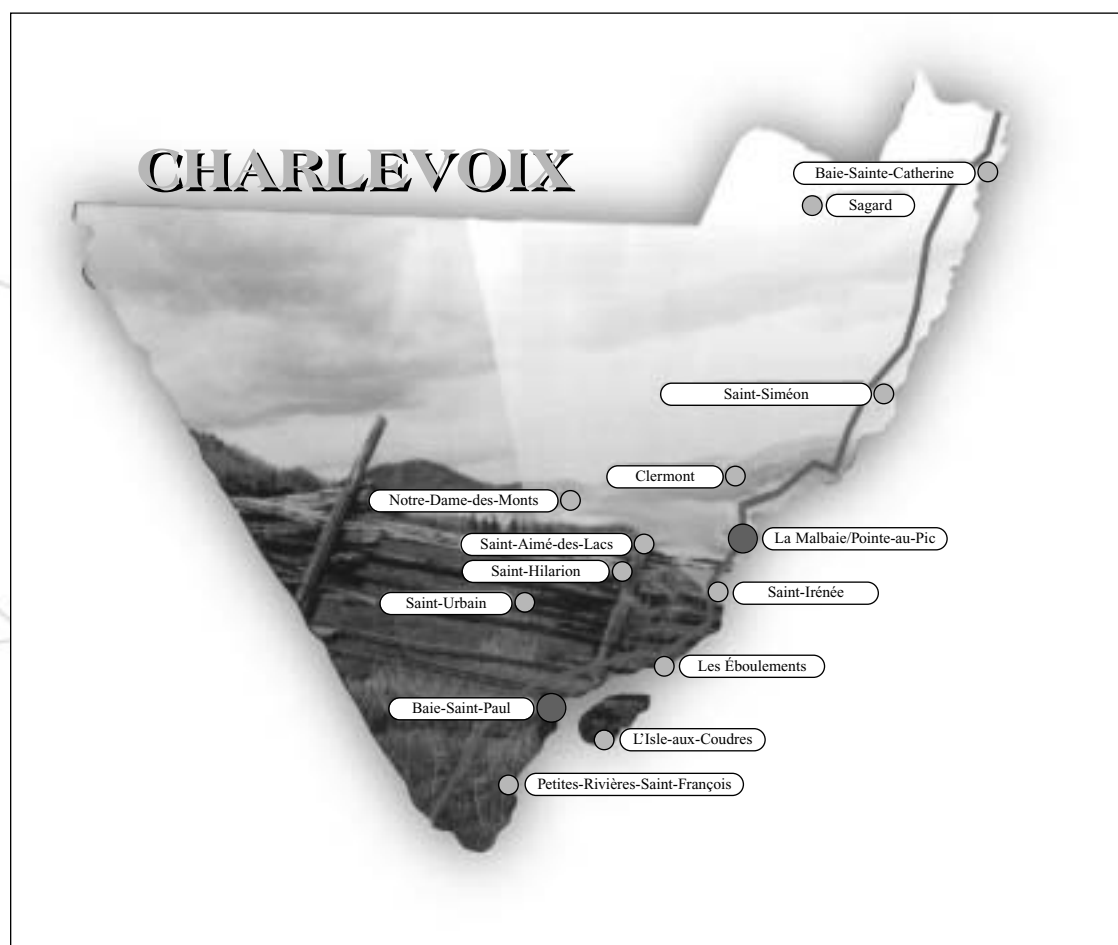 CHARLEVOIX
Baie-Sainte-Catherine
Sagard
Saint-Siméon
Clermont
Notre-Dame-des-Monts
La Malbaie/Pointe-au-Pic
Saint-Aimé-des-Lacs
Saint-Hilarion
Saint-Irénée
Saint-Urbain
Les Éboulements
Baie-Saint-Paul
L'Isle-aux-Coudres
Petites-Rivières-Saint-François